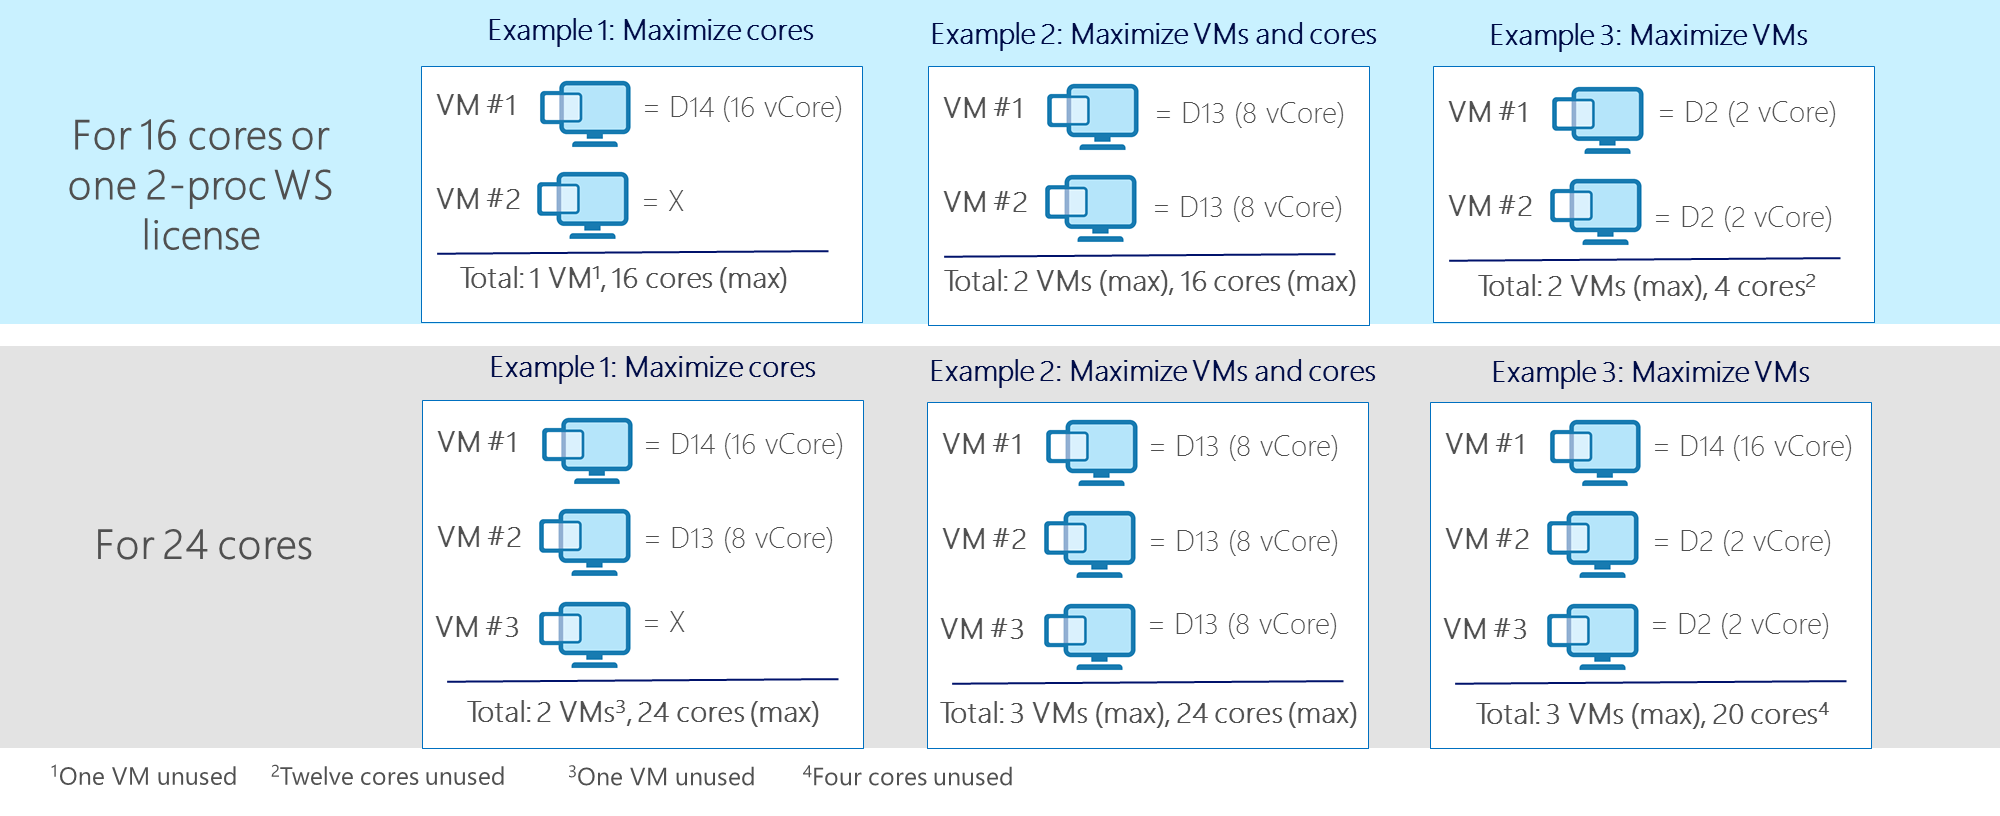 Example 1: Maximize cores
Example 2: Maximize VMs and cores
Example 3: Maximize VMs
For 16 cores or
one 2-proc WS
license
VM #1 = D14 (16 vCore)
VM #2 = X
Total: 1 VM¹, 16 cores (max)
VM #1 = D13 (8 vCore)
VM #2 = D13 (8 vCore)
Total: 2 VMs (max), 16 cores (max)
VM #1 = D2 (2 vCore)
VM #2 = D2 (2 vCore)
Total: 2 VMs (max), 4 cores²
Example 1: Maximize cores
Example 2: Maximize VMs and cores
Example 3: Maximize VMs
For 24 cores
VM #1 = D14 (16 vCore)
VM #2 = D13 (8 vCore)
VM #3 = X
Total: 2 VMs³, 24 cores (max)
VM #1 = D13 (8 vCore)
VM #2 = D13 (8 vCore)
VM #3 = D13 (8 vCore)
Total: 3 VMs (max), 24 cores (max)
VM #1 = D14 (16 vCore)
VM #2 = D2 (2 vCore)
VM #3 = D2 (2 vCore)
Total: 3 VMs (max), 20 cores⁴
¹One VM unused ²Twelve cores unused ³One VM unused ⁴Four cores unused